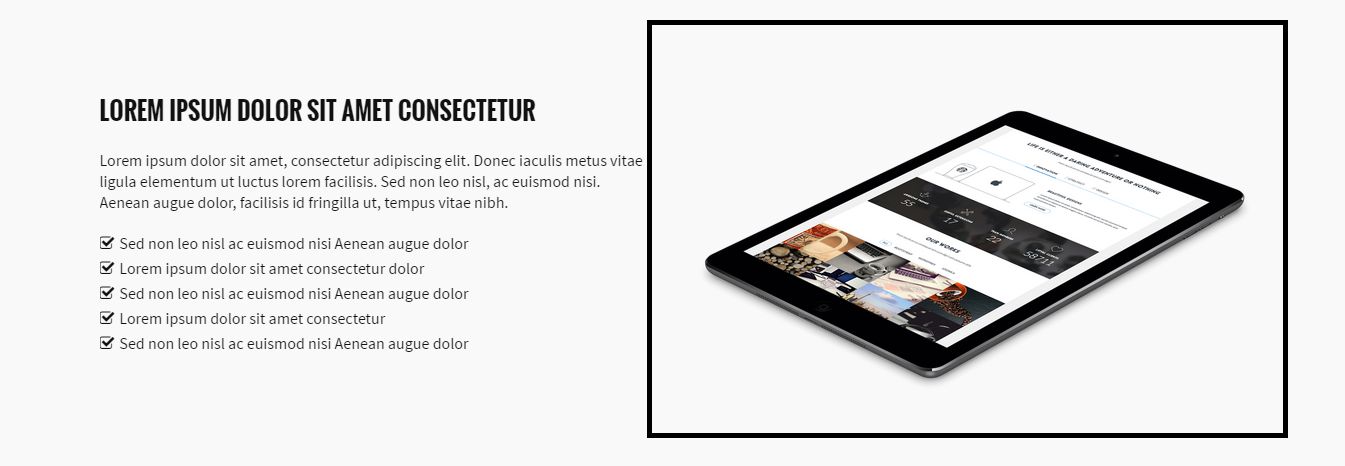 LOREM IPSUM DOLOR SIT AMET CONSECTETUR
Lorem ipsum dolor sit amet, consectetur adipiscing elit. Donec iaculis metus vitae
ligula elementum ut luctus lorem facilisis. Sed non leo nisl, ac euismod nisi.
Aenean augue dolor, facilisis id fringilla ut, tempus vitae nibh.
Sed non leo nisl ac euismod nisi Aenean augue dolor
Lorem ipsum dolor sit amet consectetur dolor
Sed non leo nisl ac euismod nisi Aenean augue dolor
Lorem ipsum dolor sit amet consectetur
Sed non leo nisl ac euismod nisi Aenean augue dolor
LIFE IS EITHER A DARING ADVENTURE OR NOTHING
55
17
22
58711
OUR WORKS